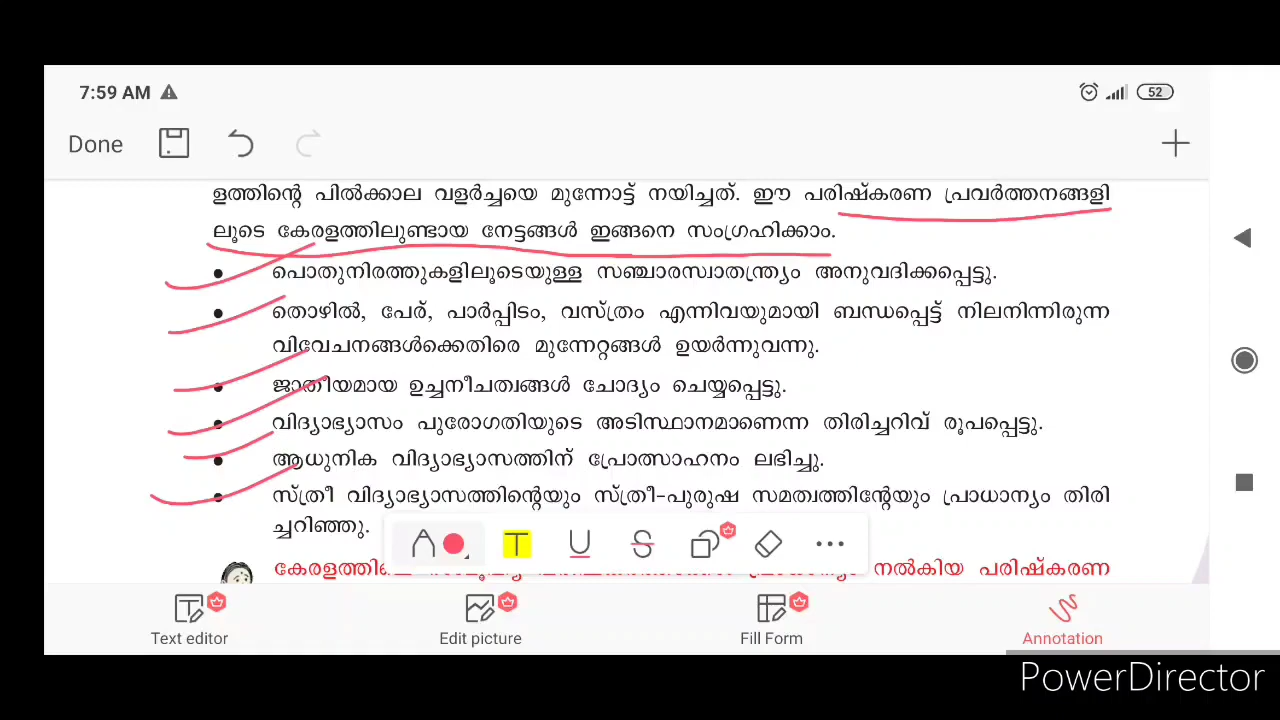 7:59 AM
52
Done
ളത്തിന്റെ പിൽക്കാല വളർച്ചയെ മുന്നോട്ട് നയിച്ചത്. ഈ പരിഷ്കരണ പ്രവർത്തനങ്ങളി
ലൂടെ കേരളത്തിലുണ്ടായ നേട്ടങ്ങൾ ഇങ്ങനെ സംഗ്രഹിക്കാം.
• പൊതുനിരത്തുകളിലൂടെയുള്ള സഞ്ചാരസ്വാതന്ത്ര്യം അനുവദിക്കപ്പെട്ടു.
• തൊഴിൽ, പേര്, പാർപ്പിടം, വസ്ത്രം എന്നിവയുമായി ബന്ധപ്പെട്ട് നിലനിന്നിരുന്ന
വിവേചനങ്ങൾക്കെതിരെ മുന്നേറ്റങ്ങൾ ഉയർന്നുവന്നു.
• ജാതീയമായ ഉച്ചനീചത്വങ്ങൾ ചോദ്യം ചെയ്യപ്പെട്ടു.
• വിദ്യാഭ്യാസം പുരോഗതിയുടെ അടിസ്ഥാനമാണെന്ന തിരിച്ചറിവ് രൂപപ്പെട്ടു.
• ആധുനിക വിദ്യാഭ്യാസത്തിന് പ്രോത്സാഹനം ലഭിച്ചു.
• സ്ത്രീ വിദ്യാഭ്യാസത്തിന്റെയും സ്ത്രീ-പുരുഷ സമത്വത്തിന്റേയും പ്രാധാന്യം തിരി
ച്ചറിഞ്ഞു.
നൽകിയ പരിഷ്കരണ
Text editor
Edit picture
Fill Form
Annotation
PowerDirector